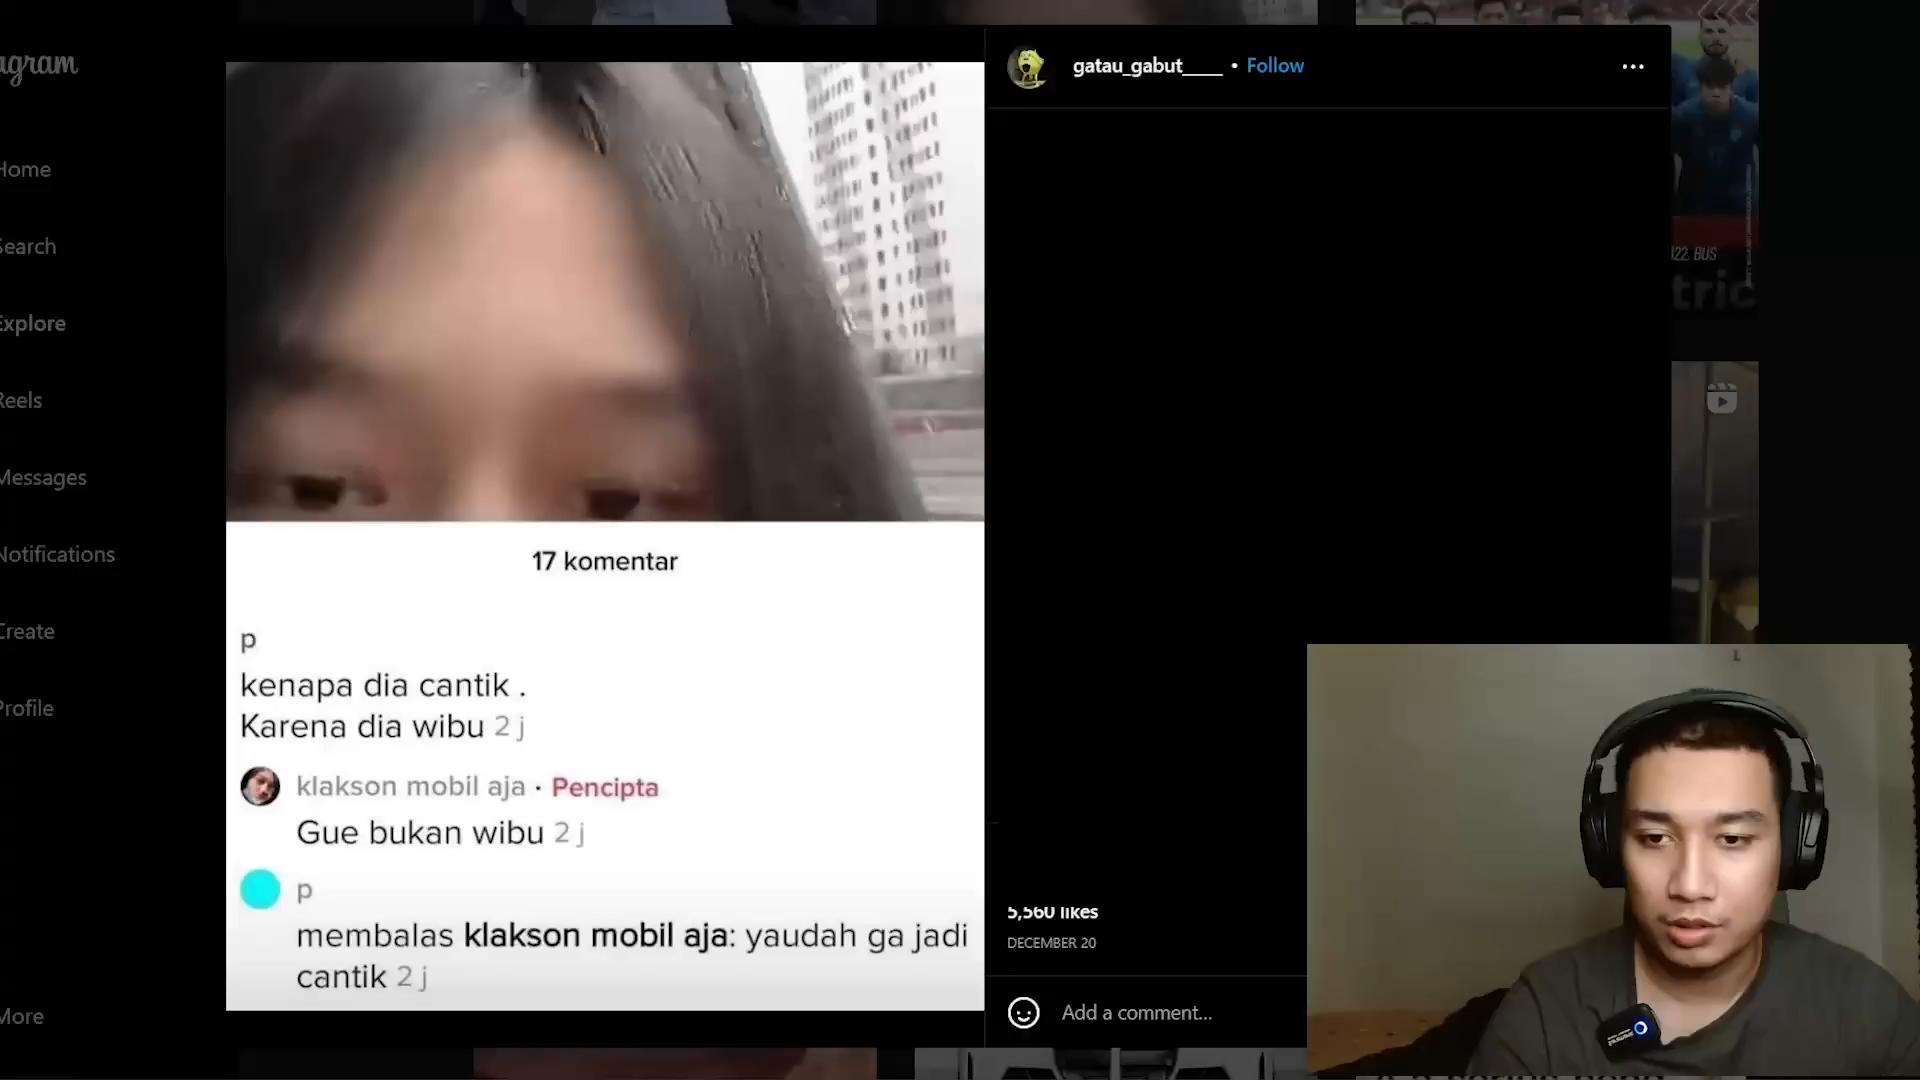 agram
Home
Search
Explore
Reels
Messages
Notifications
Create
Profile
More
17 komentar
p
kenapa dia cantik .
Karena dia wibu 2 j
klakson mobil aja · Pencipta
Gue bukan wibu 2 j
p
membalas klakson mobil aja: yaudah ga jadi
cantik 2 j
gatau_gabut____ • Follow
5,560 likes
DECEMBER 20
Add a comment...
122. BUS
tric